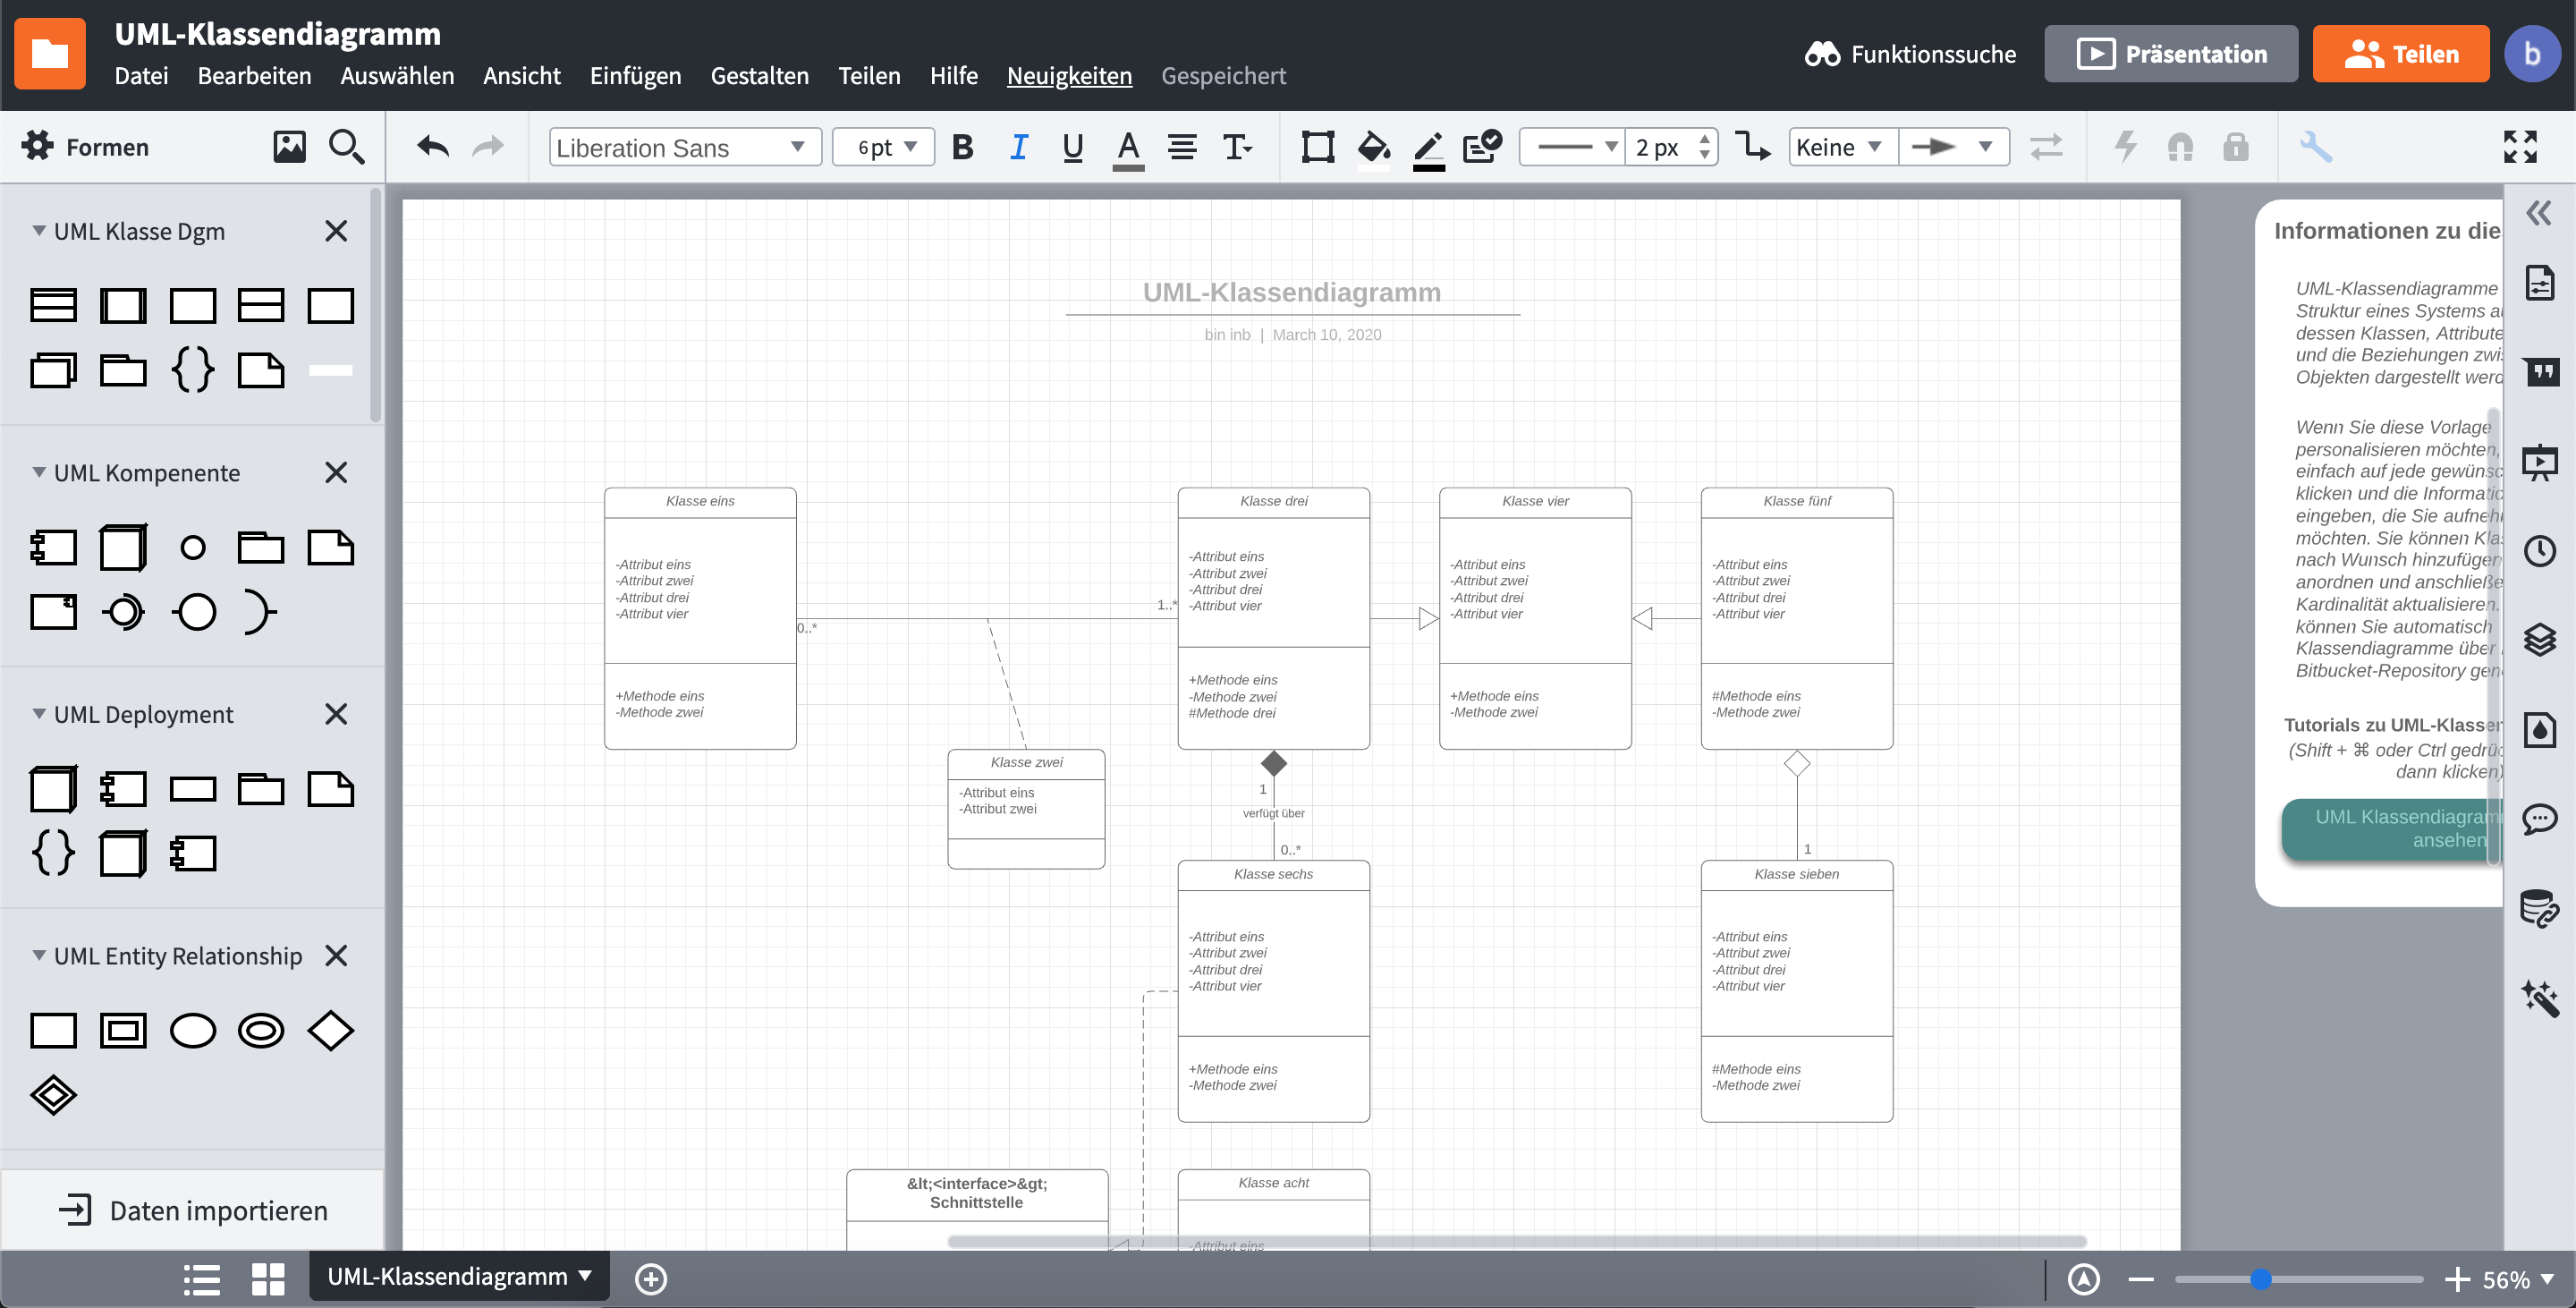 UML-Klassendiagramm
Datei Bearbeiten Auswählen Ansicht Einfügen Gestalten Teilen Hilfe Neuigkeiten Gespeichert
Funktionssuche
Präsentation
Teilen
b
Formen
Liberation Sans
6pt
B I U A T
2 px
Keine
UML Klasse Dgm
UML Kompenente
UML Deployment
UML Entity Relationship
Daten importieren
UML-Klassendiagramm
bin inb | March 10, 2020
Klasse eins
-Attribut eins
-Attribut zwei
-Attribut drei
-Attribut vier
+Methode eins
-Methode zwei
0..*
1..*
Klasse zwei
-Attribut eins
-Attribut zwei
Klasse drei
-Attribut eins
-Attribut zwei
-Attribut drei
-Attribut vier
+Methode eins
-Methode zwei
#Methode drei
Klasse vier
-Attribut eins
-Attribut zwei
-Attribut drei
-Attribut vier
+Methode eins
-Methode zwei
Klasse fünf
-Attribut eins
-Attribut zwei
-Attribut drei
-Attribut vier
#Methode eins
-Methode zwei
1
verfügt über
0..*
1
Klasse sechs
-Attribut eins
-Attribut zwei
-Attribut drei
-Attribut vier
+Methode eins
-Methode zwei
Klasse sieben
-Attribut eins
-Attribut zwei
-Attribut drei
-Attribut vier
#Methode eins
-Methode zwei
&lt;<interface>&gt;
Schnittstelle
Klasse acht
-Attribut eins
Informationen zu die
UML-Klassendiagramme
Struktur eines Systems a
dessen Klassen, Attribute
und die Beziehungen zwi
Objekten dargestellt werd
Wenn Sie diese Vorlage
personalisieren möchten,
einfach auf jede gewünsc
klicken und die Informatic
eingeben, die Sie aufneh
möchten. Sie können Kla
nach Wunsch hinzufüge
anordnen und anschließe
Kardinalität aktualisieren.
können Sie automatisch
Klassendiagramme über
Bitbucket-Repository gen
Tutorials zu UML-Klasser
(Shift + ⌘ oder Ctrl gedrüc
dann klicken)
UML Klassendiagram
ansehen
UML-Klassendiagramm
56%